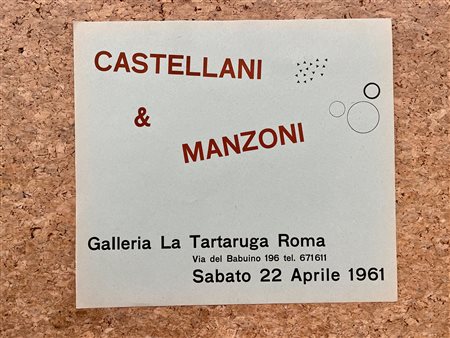 CASTELLANI
&
MANZONI
Galleria La Tartaruga Roma
Via del Babuino 196 tel. 671611
Sabato 22 Aprile 1961